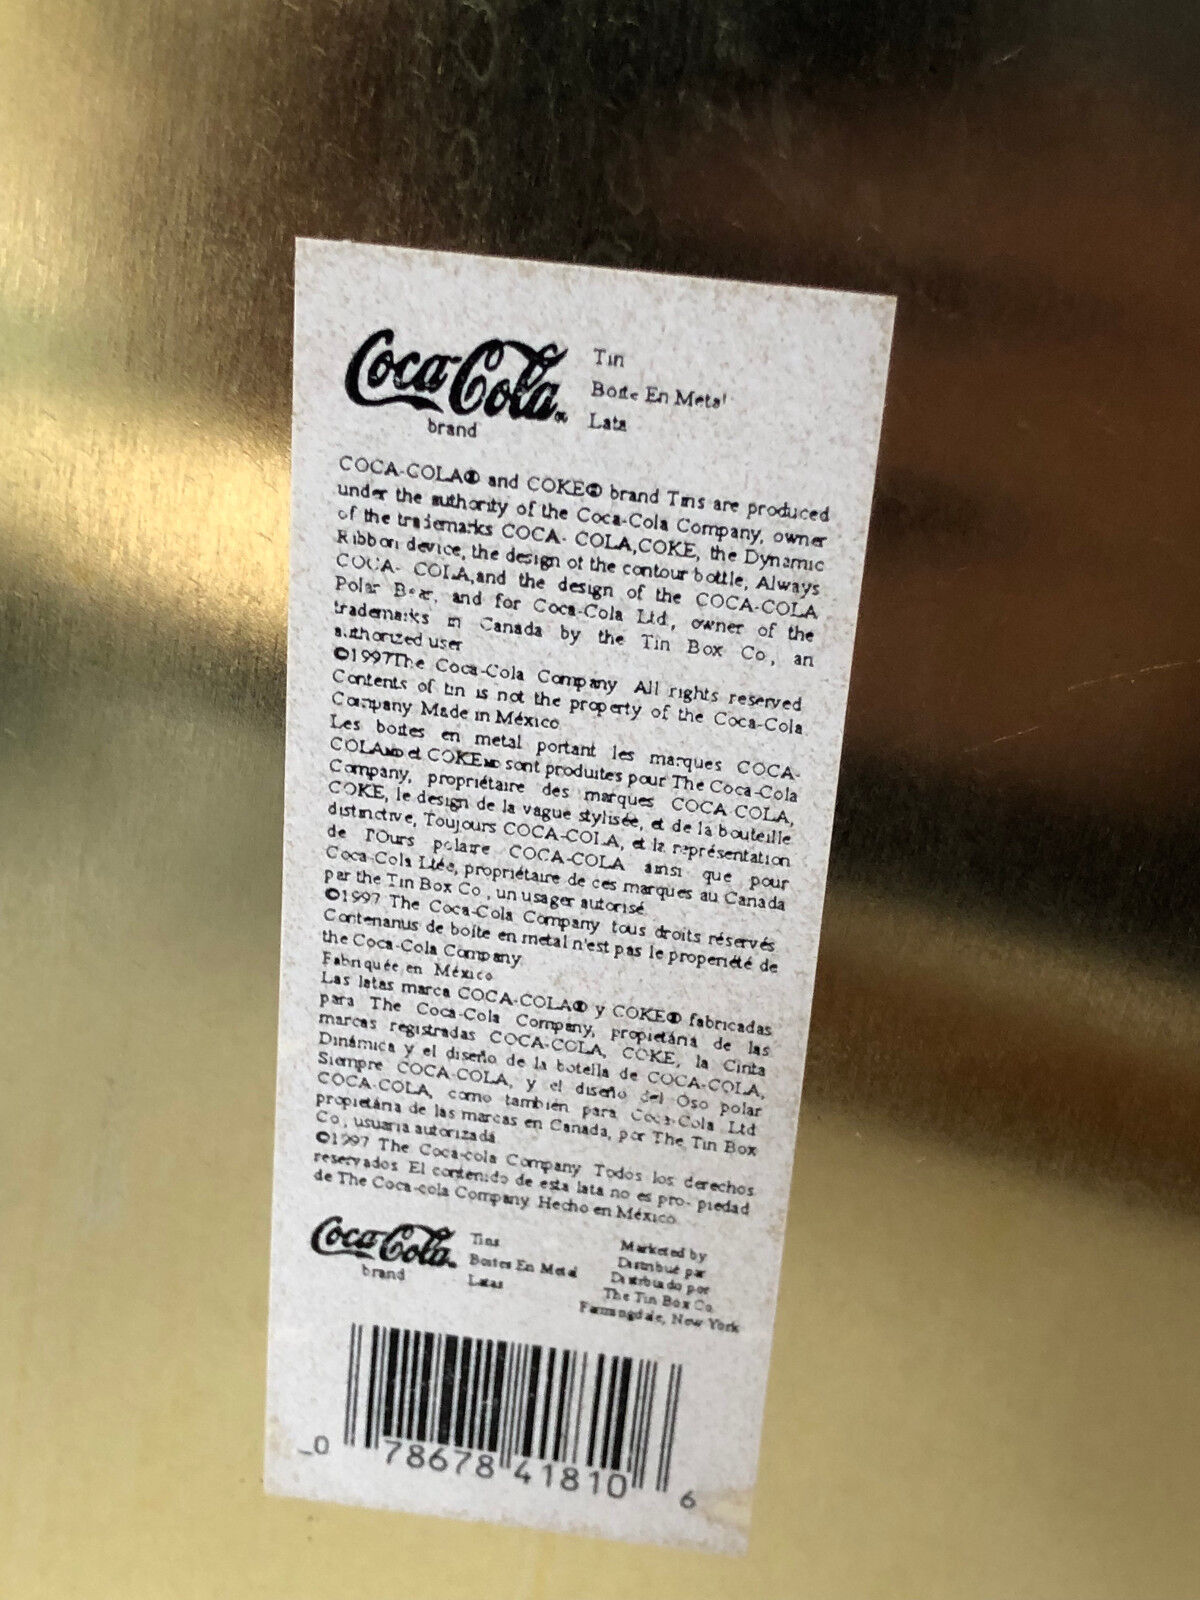 Coca-Cola®
brand
Tin
Boite En Metal
Lata
COCA-COLA® and COKE® brand Tins are produced
under the authority of the Coca-Cola Company, owner
of the trademarks COCA- COLA,COKE, the Dynamic
Ribbon device, the design of the contour bottle, Always
COCA- COLA,and the design of the COCA-COLA
Polar Bear, and for Coca-Cola Ltd, owner of the
trademarks in Canada by the Tin Box Co, an
authorized user
©1997The Coca-Cola Company All rights reserved
Contents of tin is not the property of the Coca-Cola
Company. Made in México
Les boites en metal portant les marques COCA-
COLA et COKE sont produites pour The Coca-Cola
Company, propriétaire des marques COCA COLA,
COKE, le design de la vague stylisée, et de la bouteille
distinctive, Toujours COCA-COLA, et la représentation
de l'Ours polaire COCA-COLA ainsi que pour
Coca-Cola Ltée, propriétaire de ces marques au Canada
par the Tin Box Co, un usager autorisé
©1997 The Coca-Cola Company tous droits réservés
Contenanus de boîte en metal n'est pas le properiété de
the Coca-Cola Company.
Fabriquée en México
Las latas marca COCA-COLA® y COKE® fabricadas
para The Coca-Cola Company, propietária de las
marcas registradas COCA-COLA, COKE, la Cinta
Dinámica y el diseño de la botella de COCA-COLA,
Siempre COCA-COLA, y el diseño del Oso polar
COCA-COLA, como también para Coca-Cola Ltd
propietária de las marcas en Canada, por The Tin Box
Co, usuaria autorizada
©1997 The Coca-cola Company Todos los derechos
reservados El contenido de esta lata no es pro- piedad
de The Coca-cola Company. Hecho en México
Coca-Cola®
brand
Tins
Boites En Metal
Latas
Marketed by
Distribué par
Distribuido por
The Tin Box Co.
Farmingdale, New York
0 78678 41810 6